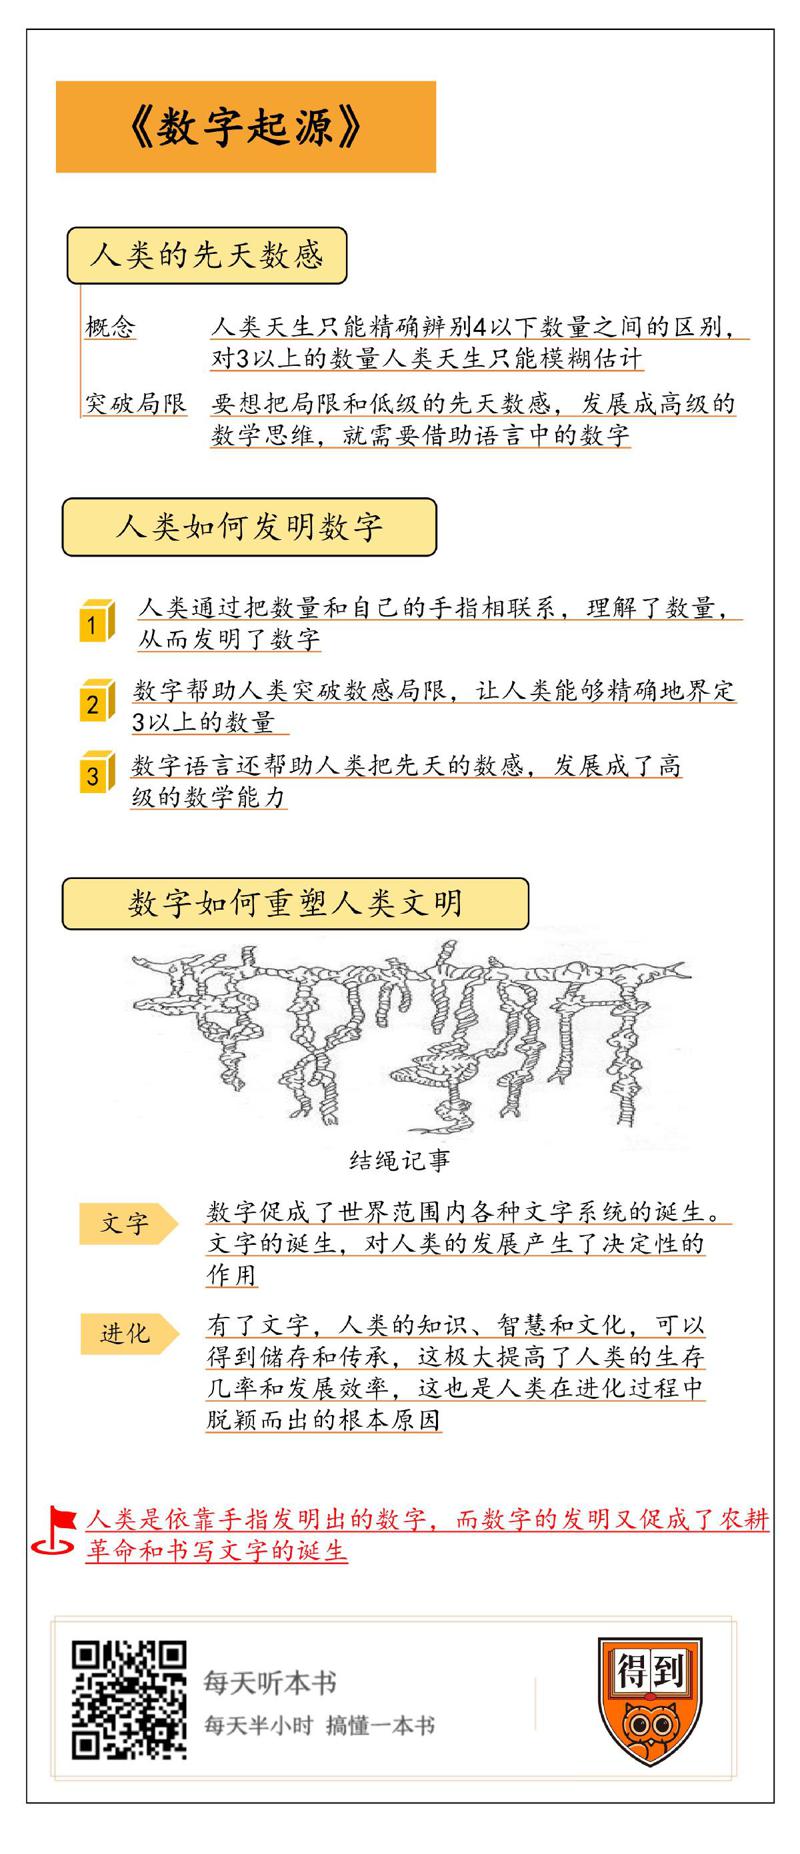 《数字起源》
人类的先天数感
概念
人类天生只能精确辨别4以下数量之间的区别，
对3以上的数量人类天生只能模糊估计
突破局限
要想把局限和低级的先天数感，发展成高级的
数学思维，就需要借助语言中的数字
人类如何发明数字
1
人类通过把数量和自己的手指相联系，理解了数量，
从而发明了数字
2
数字帮助人类突破数感局限，让人类能够精确地界定
3以上的数量
3
数字语言还帮助人类把先天的数感，发展成了高
级的数学能力
数字如何重塑人类文明
结绳记事
文字
数字促成了世界范围内各种文字系统的诞生。
文字的诞生，对人类的发展产生了决定性的
作用
进化
有了文字，人类的知识、智慧和文化，可以
得到储存和传承，这极大提高了人类的生存
几率和发展效率，这也是人类在进化过程中
脱颖而出的根本原因
人类是依靠手指发明出的数字，而数字的发明又促成了农耕
革命和书写文字的诞生
每天听本书
每天半小时 搞懂一本书
得到